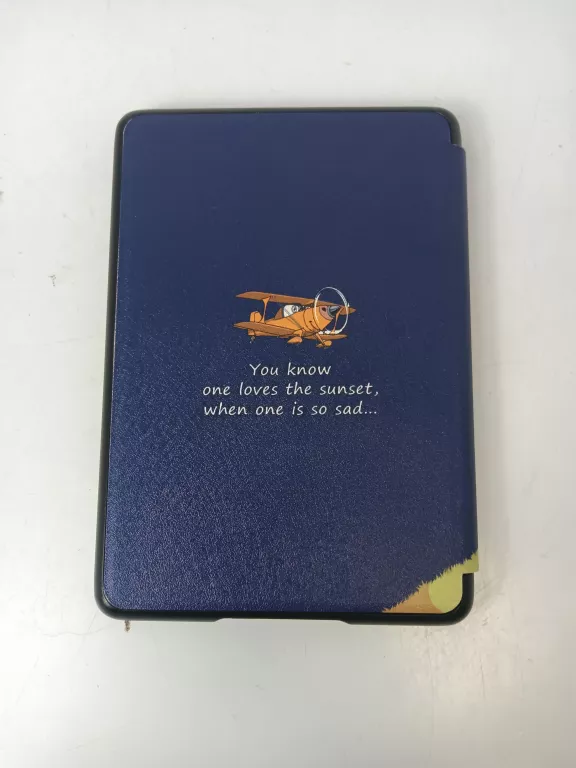 You know
one loves the sunset,
when one is so sad...